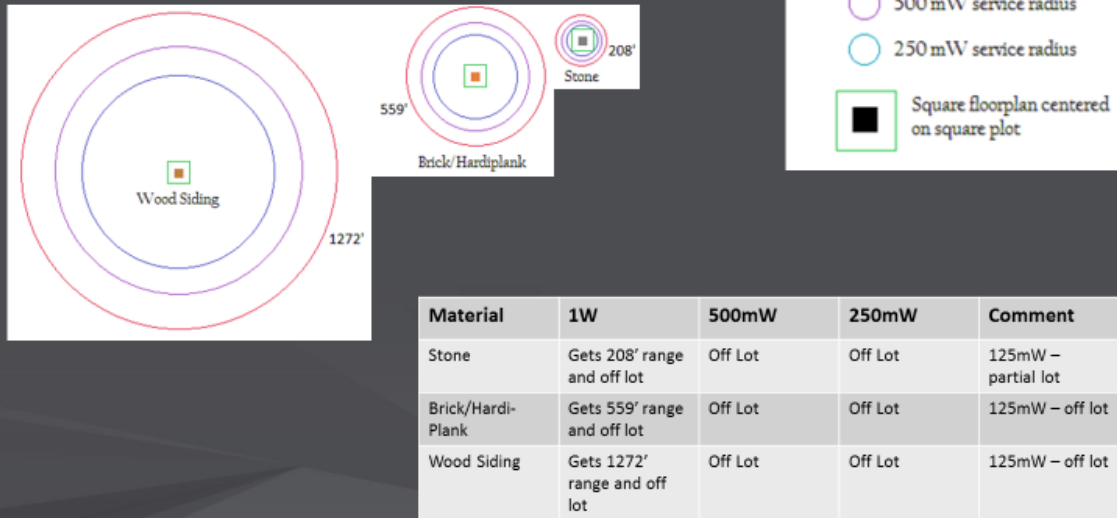 500 mW service radius
250 mW service radius
Square floorplan centered
on square plot
208'
Stone
559'
Brick/Hardiplank
Wood Siding
1272'
Material 1W 500mW 250mW Comment
Stone Gets 208' range Off Lot Off Lot 125mW –
and off lot partial lot
Brick/Hardi- Gets 559' range Off Lot Off Lot 125mW – off lot
Plank and off lot
Wood Siding Gets 1272' Off Lot Off Lot 125mW – off lot
range and off
lot